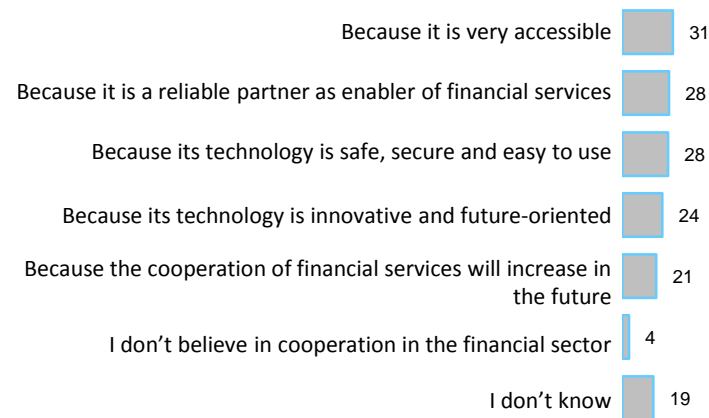 Because it is very accessible 31
Because it is a reliable partner as enabler of financial services 28
Because its technology is safe, secure and easy to use 28
Because its technology is innovative and future-oriented 24
Because the cooperation of financial services will increase in
the future 21
I don’t believe in cooperation in the financial sector 4
I don’t know 19